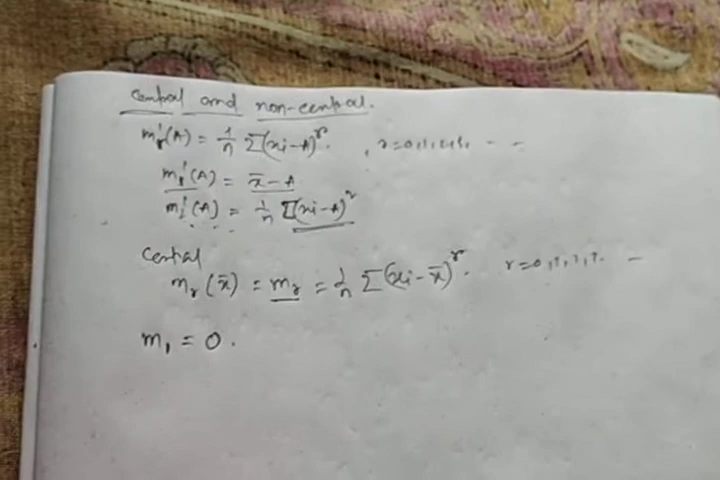 Central and non-central.
m'r(A) = 1/n Σ(xi-A)^r. , r=0,1,2,3, - -
m'1(A) = x̄-A
m'2(A) = 1/n Σ(xi-A)^2
Central
mr(x̄) = mr = 1/n Σ(xi-x̄)^r. r=0,1,2,3. -
m1 = 0.